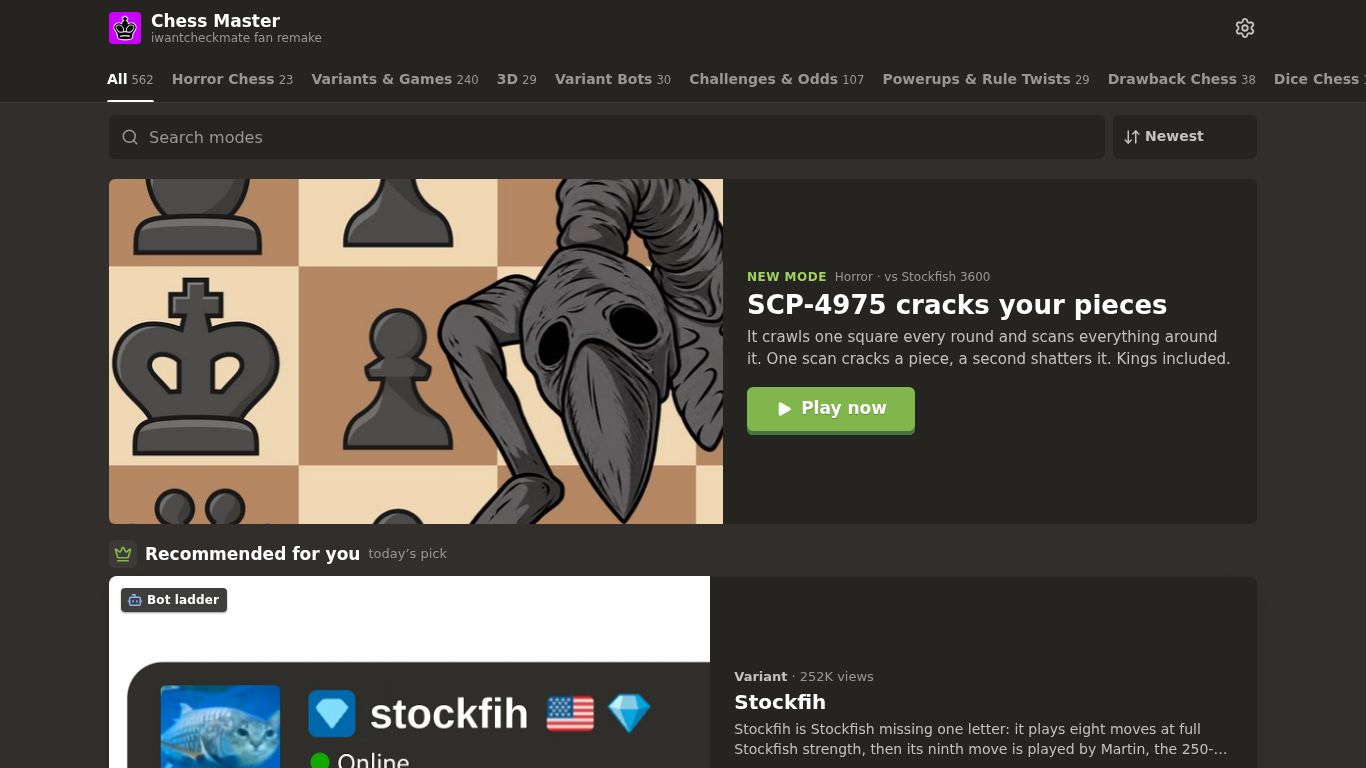 Chess Master
iwantcheckmate fan remake
All 562 Horror Chess 23 Variants & Games 240 3D 29 Variant Bots 30 Challenges & Odds 107 Powerups & Rule Twists 29 Drawback Chess 38 Dice Chess
Search modes
Newest
NEW MODE Horror · vs Stockfish 3600
SCP-4975 cracks your pieces
It crawls one square every round and scans everything around
it. One scan cracks a piece, a second shatters it. Kings included.
Play now
Recommended for you today’s pick
Bot ladder
stockfih
Online
Variant · 252K views
Stockfih
Stockfih is Stockfish missing one letter: it plays eight moves at full
Stockfish strength, then its ninth move is played by Martin, the 250-...